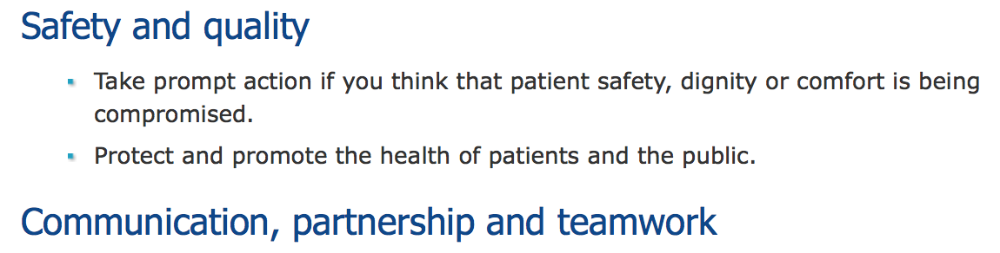 Safety and quality
Take prompt action if you think that patient safety, dignity or comfort is being
compromised.
Protect and promote the health of patients and the public.
Communication, partnership and teamwork